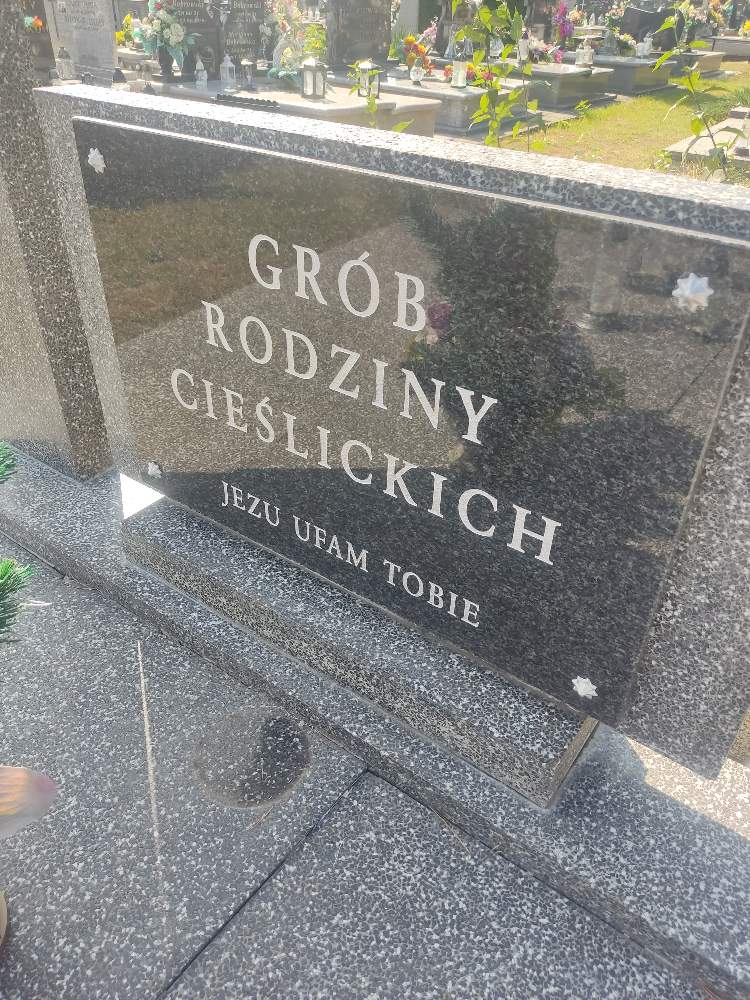 GRÓB
RODZINY
CIEŚLICKICH
JEZU UFAM TOBIE